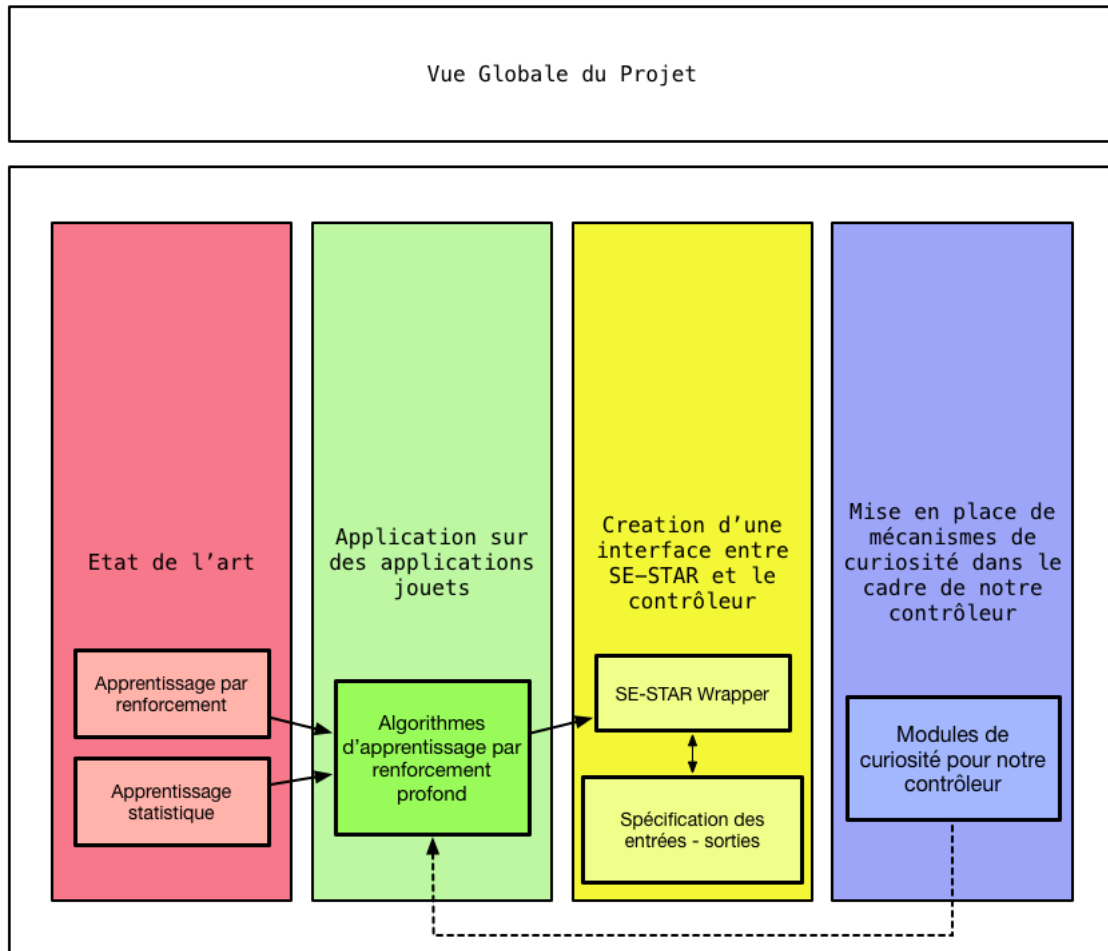 Vue Globale du Projet
Etat de l’art
Apprentissage par
renforcement
Apprentissage
statistique
Application sur
des applications
jouets
Algorithmes
d’apprentissage par
renforcement
profond
Creation d’une
interface entre
SE–STAR et le
contrôleur
SE-STAR Wrapper
Spécification des
entrées - sorties
Mise en place de
mécanismes de
curiosité dans le
cadre de notre
contrôleur
Modules de
curiosité pour notre
contrôleur